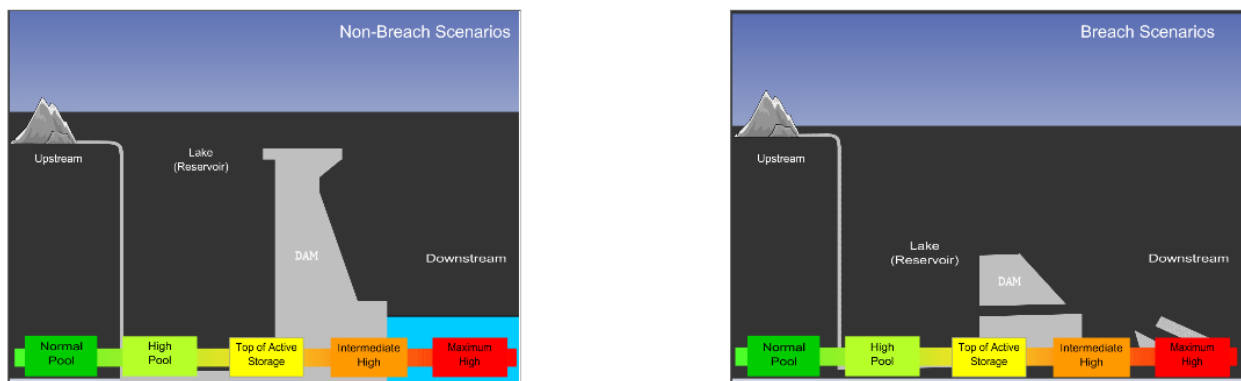 Non-Breach Scenarios
Upstream
Lake
(Reservoir)
DAM
Downstream
Normal
Pool
High
Pool
Top of Active
Storage
Intermediate
High
Maximum
High
Breach Scenarios
Upstream
Lake
(Reservoir)
DAM
Downstream
Normal
Pool
High
Pool
Top of Active
Storage
Intermediate
High
Maximum
High